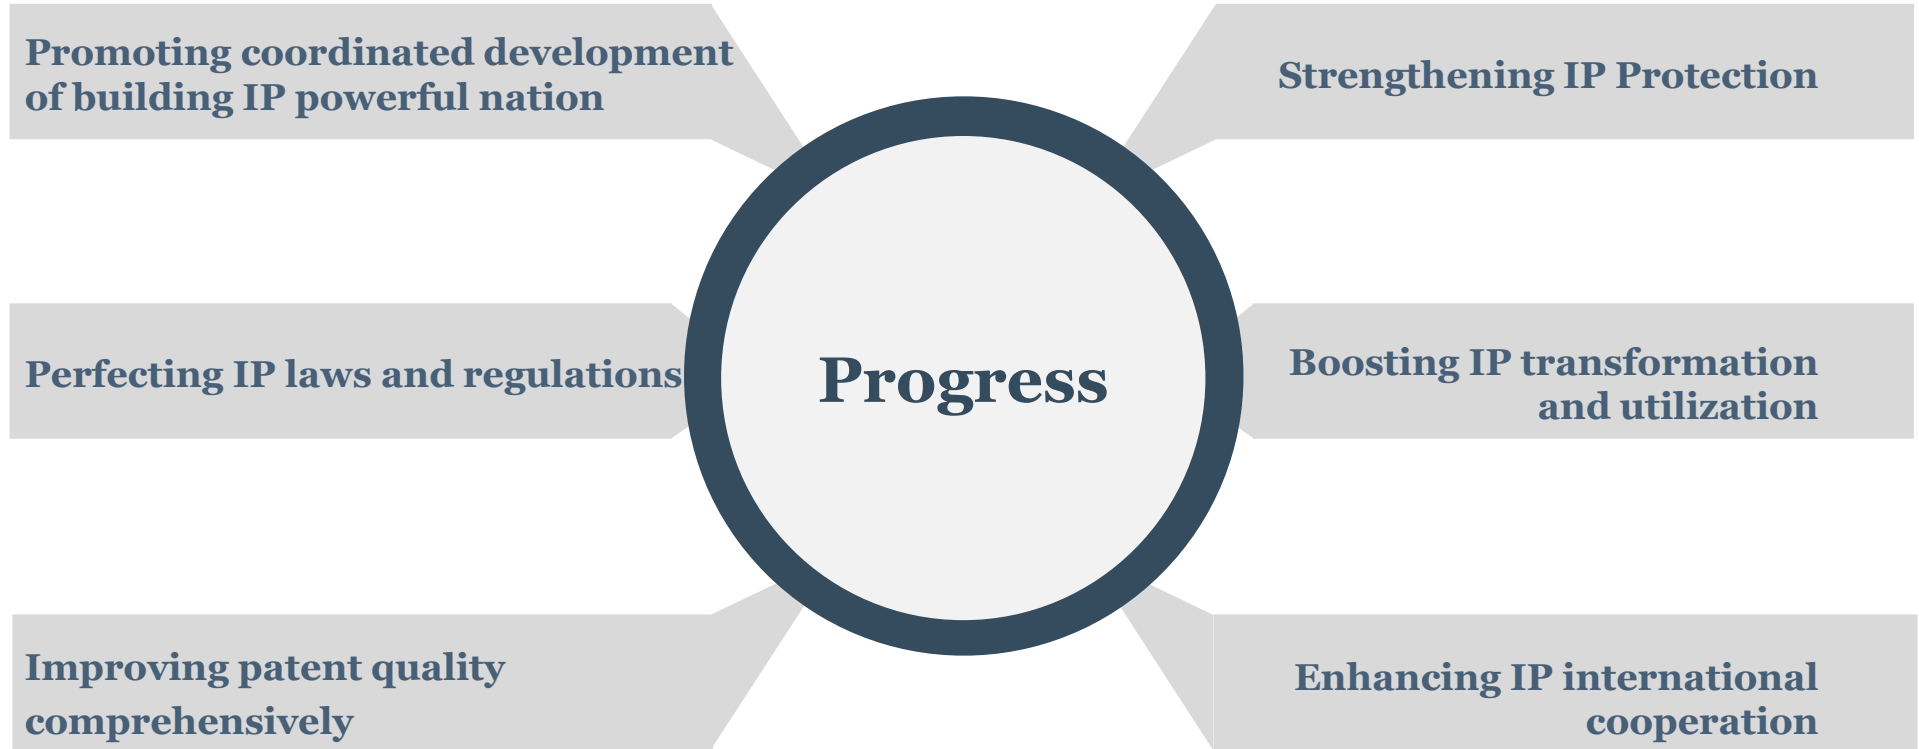 Promoting coordinated development
of building IP powerful nation
Perfecting IP laws and regulations
Improving patent quality
comprehensively
Progress
Strengthening IP Protection
Boosting IP transformation
and utilization
Enhancing IP international
cooperation